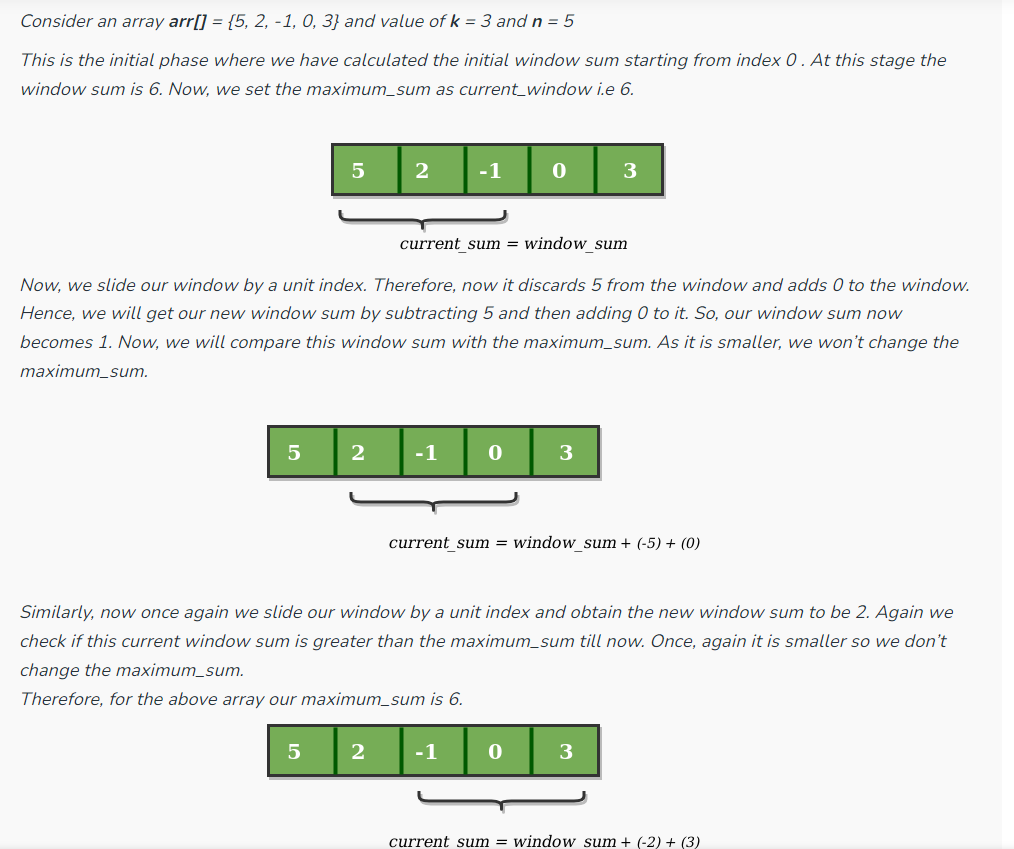 Consider an array arr[] = {5, 2, -1, 0, 3} and value of k = 3 and n = 5
This is the initial phase where we have calculated the initial window sum starting from index 0 . At this stage the
window sum is 6. Now, we set the maximum_sum as current_window i.e 6.
5 2 -1 0 3
current_sum = window_sum
Now, we slide our window by a unit index. Therefore, now it discards 5 from the window and adds 0 to the window.
Hence, we will get our new window sum by subtracting 5 and then adding 0 to it. So, our window sum now
becomes 1. Now, we will compare this window sum with the maximum_sum. As it is smaller, we won’t change the
maximum_sum.
5 2 -1 0 3
current_sum = window_sum + (-5) + (0)
Similarly, now once again we slide our window by a unit index and obtain the new window sum to be 2. Again we
check if this current window sum is greater than the maximum_sum till now. Once, again it is smaller so we don’t
change the maximum_sum.
Therefore, for the above array our maximum_sum is 6.
5 2 -1 0 3
current_sum = window_sum + (-2) + (3)